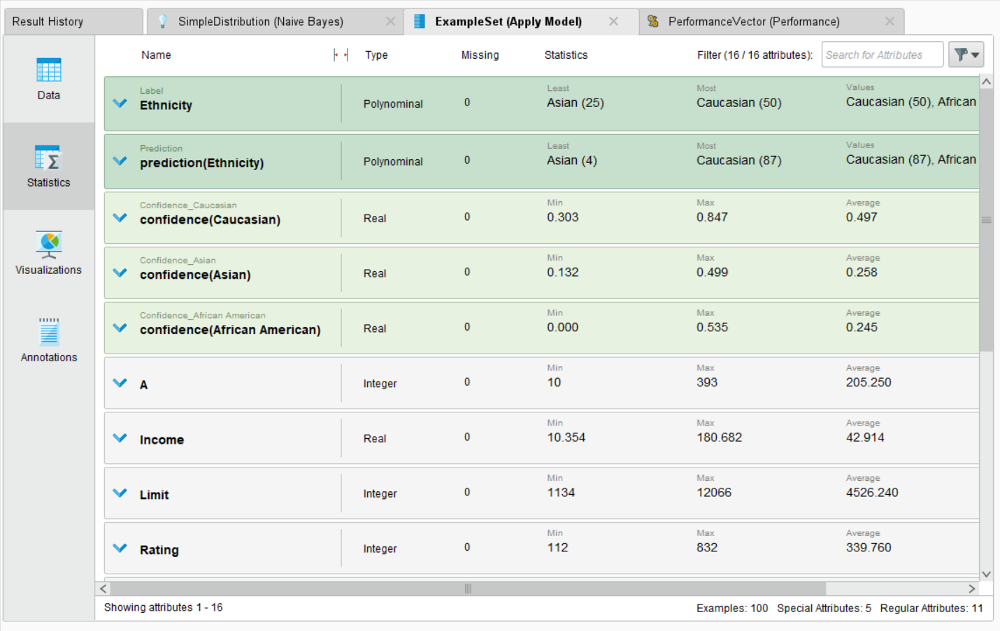 Result History
SimpleDistribution (Naive Bayes)
ExampleSet (Apply Model)
PerformanceVector (Performance)
Data
Statistics
Visualizations
Annotations
Name Type Missing Statistics Filter (16 / 16 attributes): Search for Attributes
Label Least Most Values
Ethnicity Polynominal 0 Asian (25) Caucasian (50) Caucasian (50), African
Prediction Least Most Values
prediction(Ethnicity) Polynominal 0 Asian (4) Caucasian (87) Caucasian (87), African
Confidence_Caucasian Min Max Average
confidence(Caucasian) Real 0 0.303 0.847 0.497
Confidence_Asian Min Max Average
confidence(Asian) Real 0 0.132 0.499 0.258
Confidence_African American Min Max Average
confidence(African American) Real 0 0.000 0.535 0.245
Min Max Average
A Integer 0 10 393 205.250
Min Max Average
Income Real 0 10.354 180.682 42.914
Min Max Average
Limit Integer 0 1134 12066 4526.240
Min Max Average
Rating Integer 0 112 832 339.760
Showing attributes 1 - 16
Examples: 100 Special Attributes: 5 Regular Attributes: 11